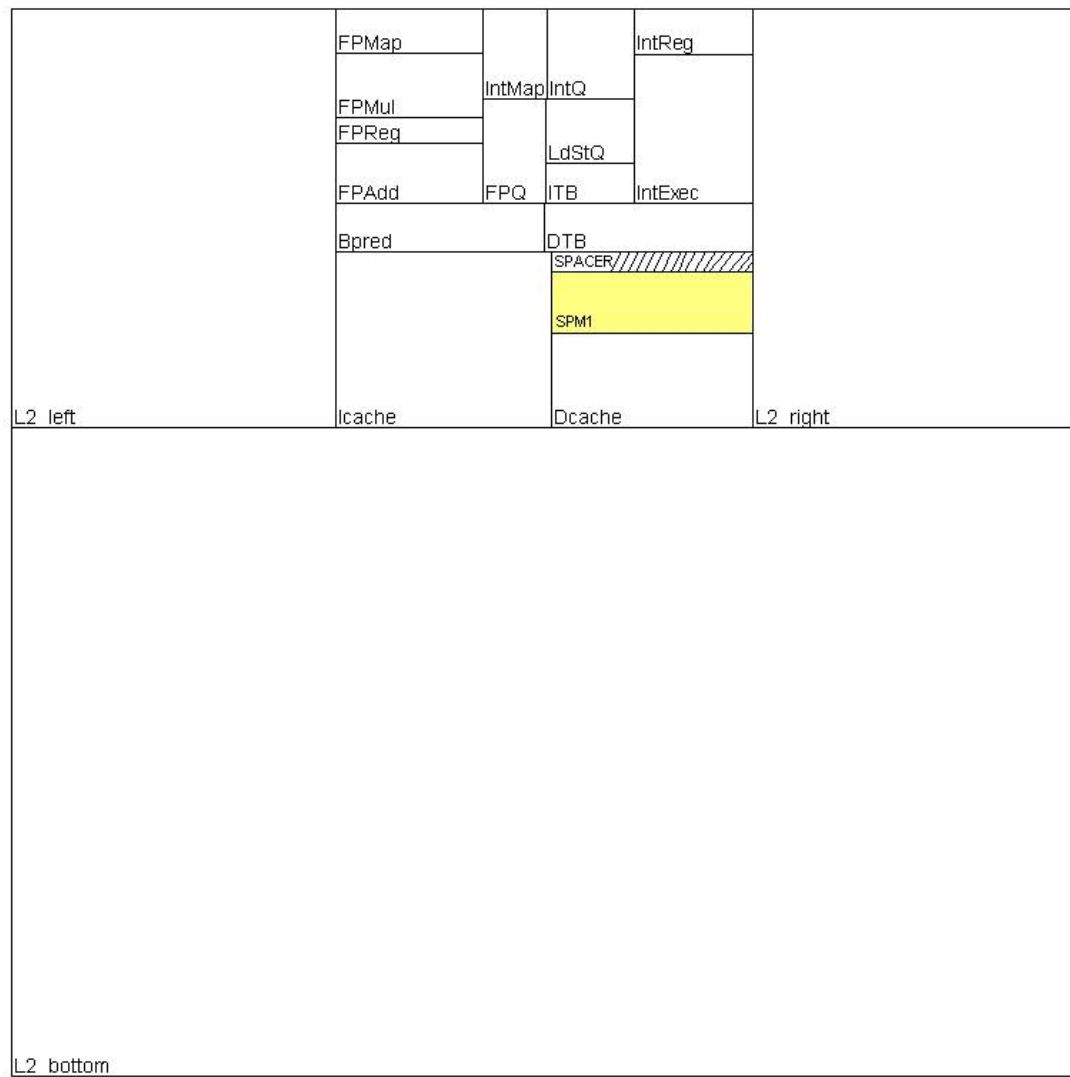 FPMap
IntReg
IntMap
IntQ
FPMul
FPReg
LdStQ
FPAdd
FPQ
ITB
IntExec
Bpred
DTB
SPACER
SPM1
L2_left
Icache
Dcache
L2_right
L2_bottom